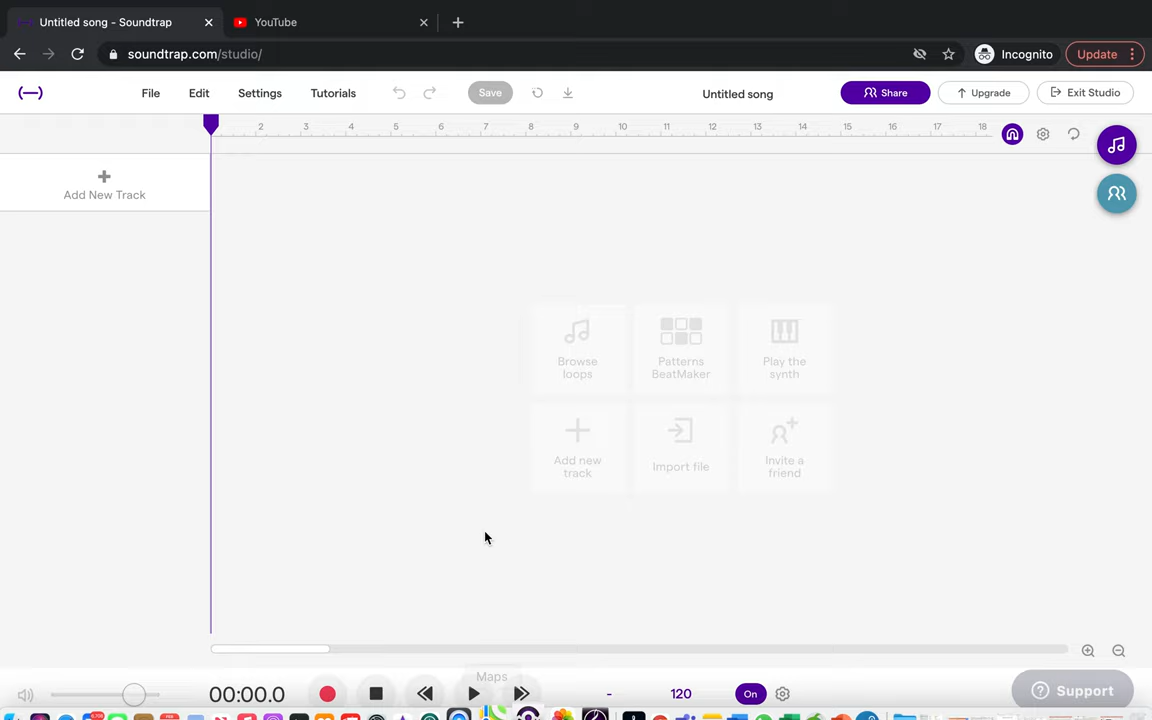 Untitled song - Soundtrap
YouTube
soundtrap.com/studio/
Incognito
Update
File
Edit
Settings
Tutorials
Save
Untitled song
Share
Upgrade
Exit Studio
2 3 4 5 6 7 8 9 10 11 12 13 14 15 16 17 18
Add New Track
Browse
loops
Patterns
BeatMaker
Play the
synth
Add new
track
Import file
Invite a
friend
Maps
00:00.0
-
120
On
Support